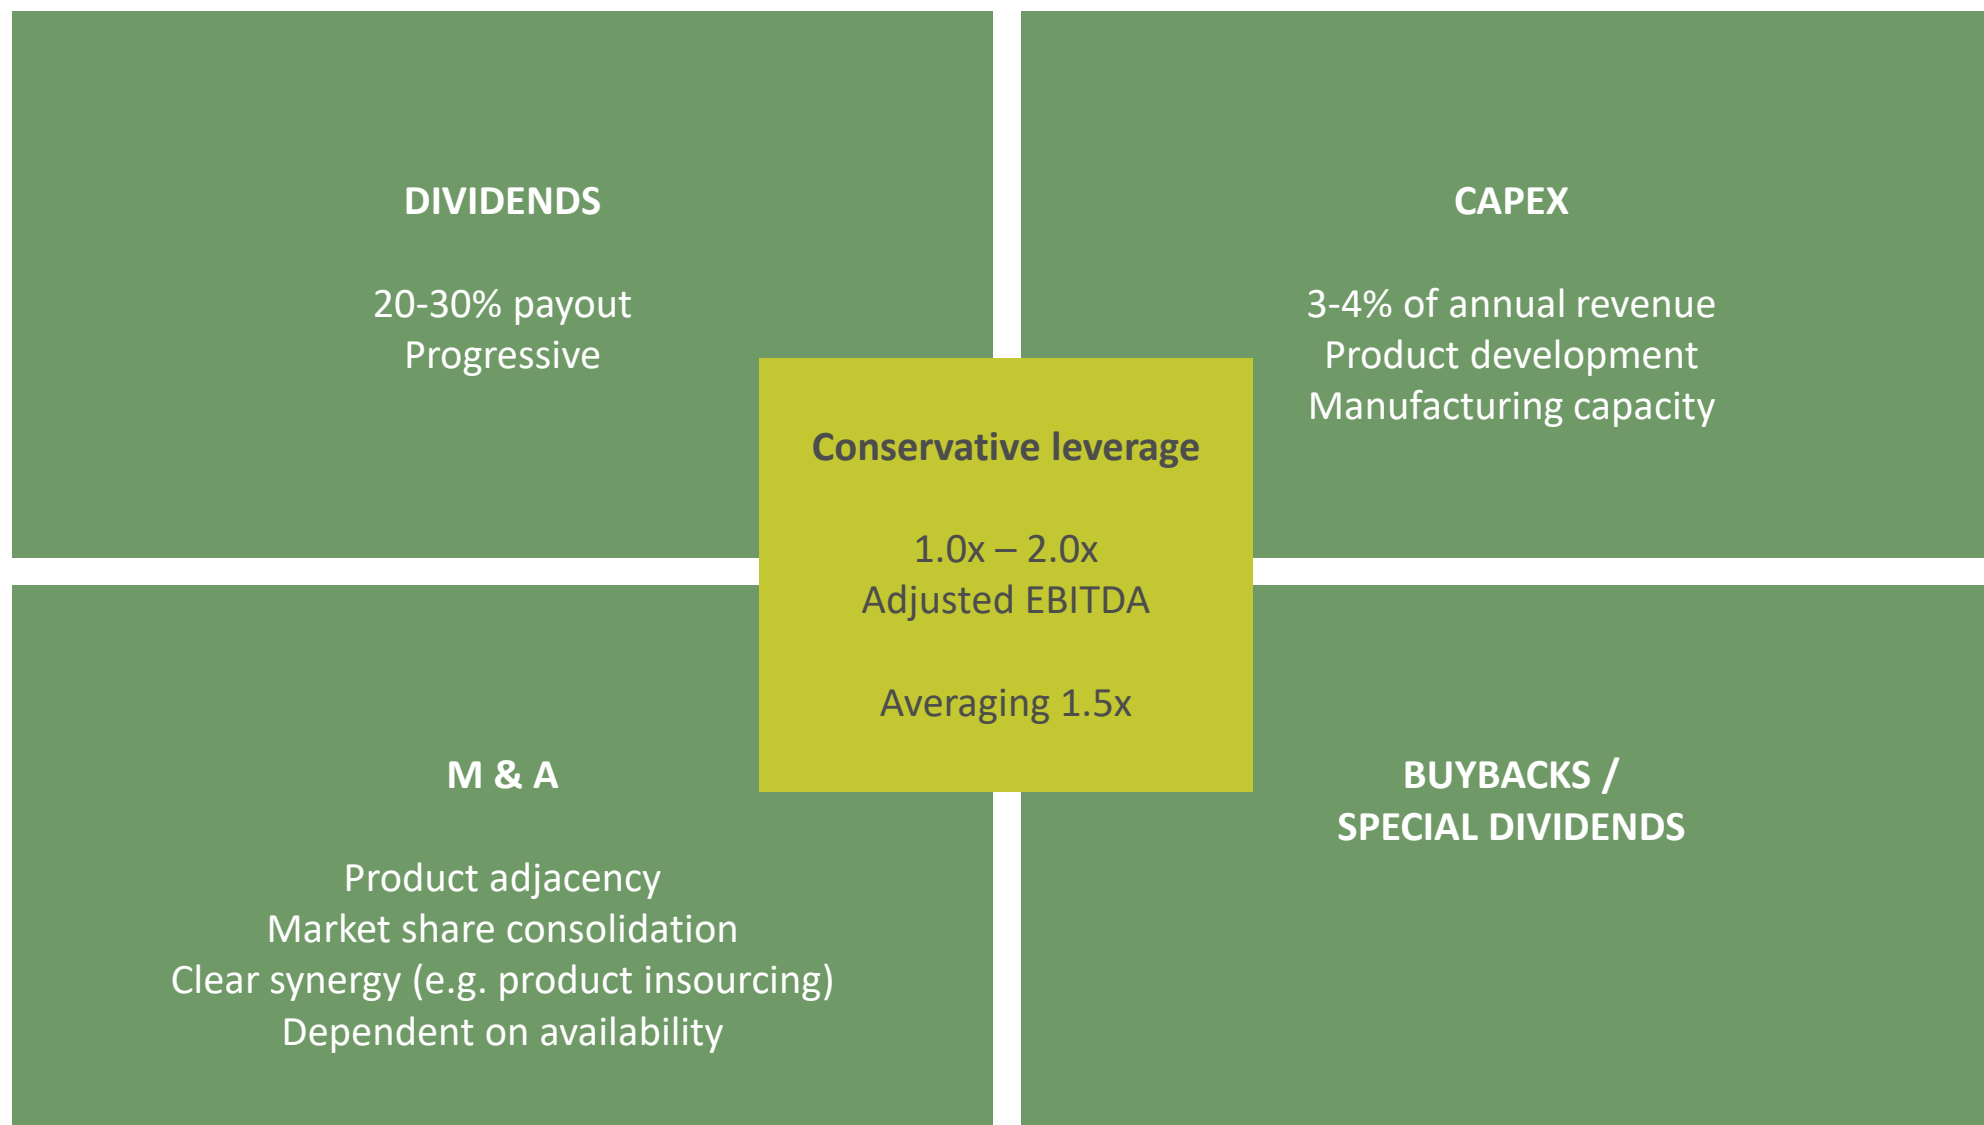 DIVIDENDS
20-30% payout
Progressive
CAPEX
3-4% of annual revenue
Product development
Manufacturing capacity
Conservative leverage
1.0x – 2.0x
Adjusted EBITDA
Averaging 1.5x
M & A
Product adjacency
Market share consolidation
Clear synergy (e.g. product insourcing)
Dependent on availability
BUYBACKS /
SPECIAL DIVIDENDS